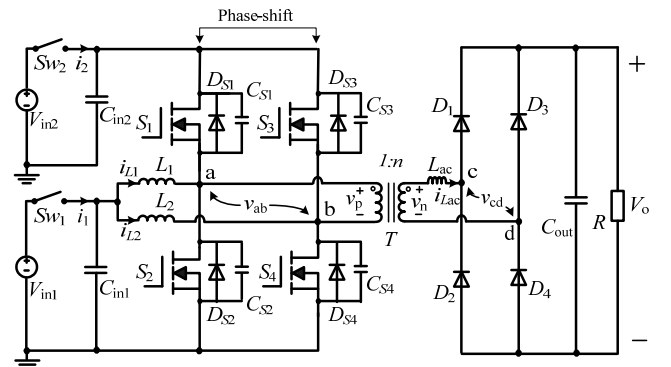 Phase-shift
Sw2 i2
Vin2
Cin2
S1
DS1
CS1
S3
DS3
CS3
D1
D3
1:n
iL1 L1 a
L2
iL2
vab
b
vp + −
vn + −
T
Lac
iLac
c
vcd
d
Sw1 i1
Vin1
Cin1
S2
DS2
CS2
S4
DS4
CS4
D2
D4
Cout
R
+
Vo
−